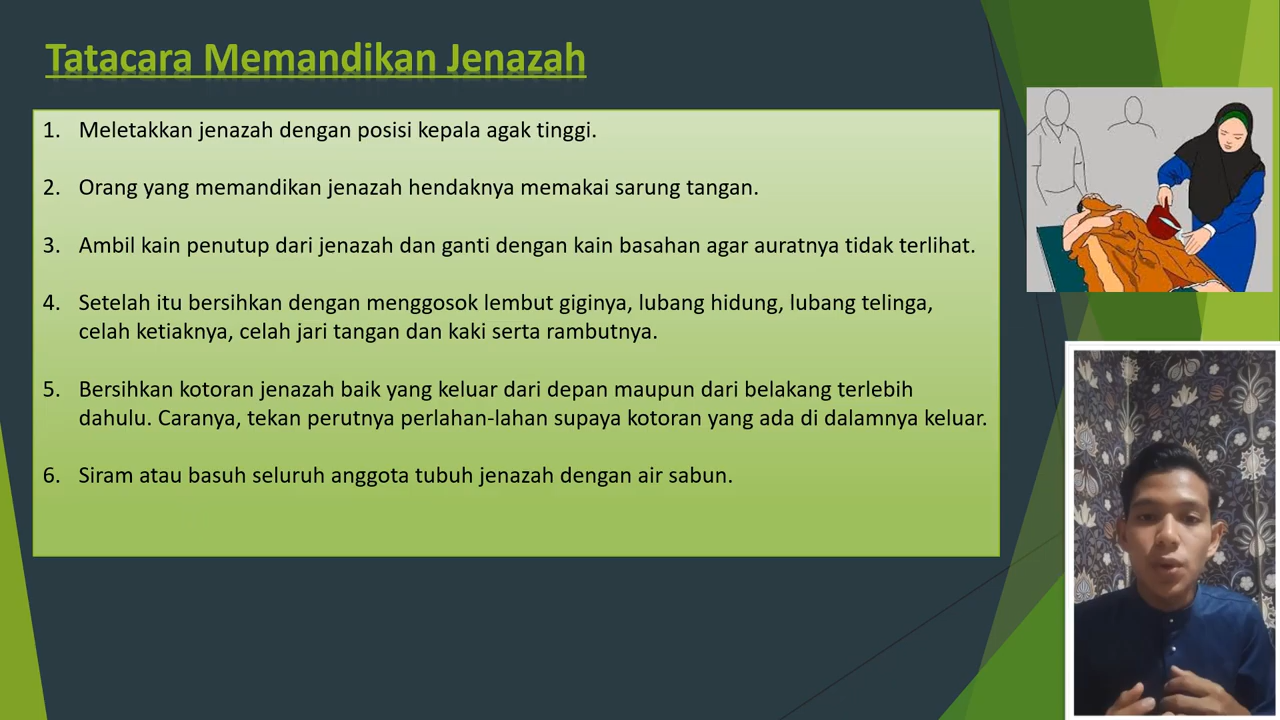 Tatacara Memandikan Jenazah
1. Meletakkan jenazah dengan posisi kepala agak tinggi.
2. Orang yang memandikan jenazah hendaknya memakai sarung tangan.
3. Ambil kain penutup dari jenazah dan ganti dengan kain basahan agar auratnya tidak terlihat.
4. Setelah itu bersihkan dengan menggosok lembut giginya, lubang hidung, lubang telinga,
celah ketiaknya, celah jari tangan dan kaki serta rambutnya.
5. Bersihkan kotoran jenazah baik yang keluar dari depan maupun dari belakang terlebih
dahulu. Caranya, tekan perutnya perlahan-lahan supaya kotoran yang ada di dalamnya keluar.
6. Siram atau basuh seluruh anggota tubuh jenazah dengan air sabun.